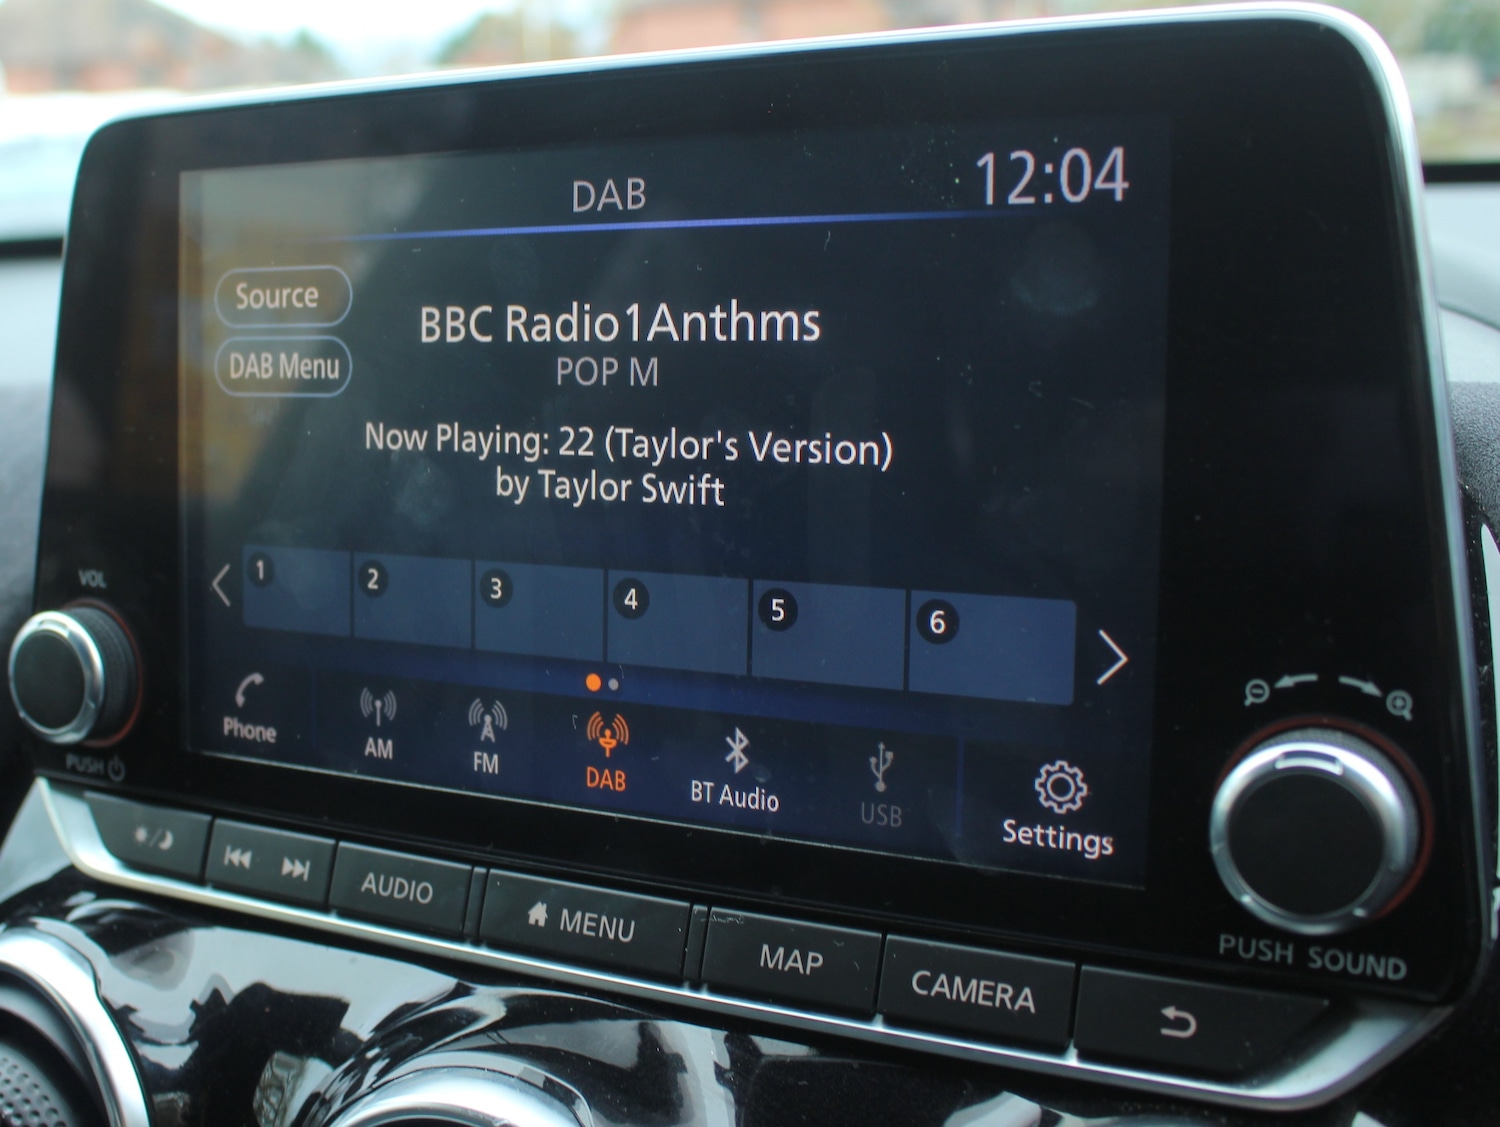 DAB
12:04
Source
DAB Menu
BBC Radio1Anthms
POP M
Now Playing: 22 (Taylor's Version)
by Taylor Swift
1 2 3 4 5 6
Phone
AM
FM
DAB
BT Audio
USB
Settings
VOL
PUSH
PUSH SOUND
AUDIO
MENU
MAP
CAMERA